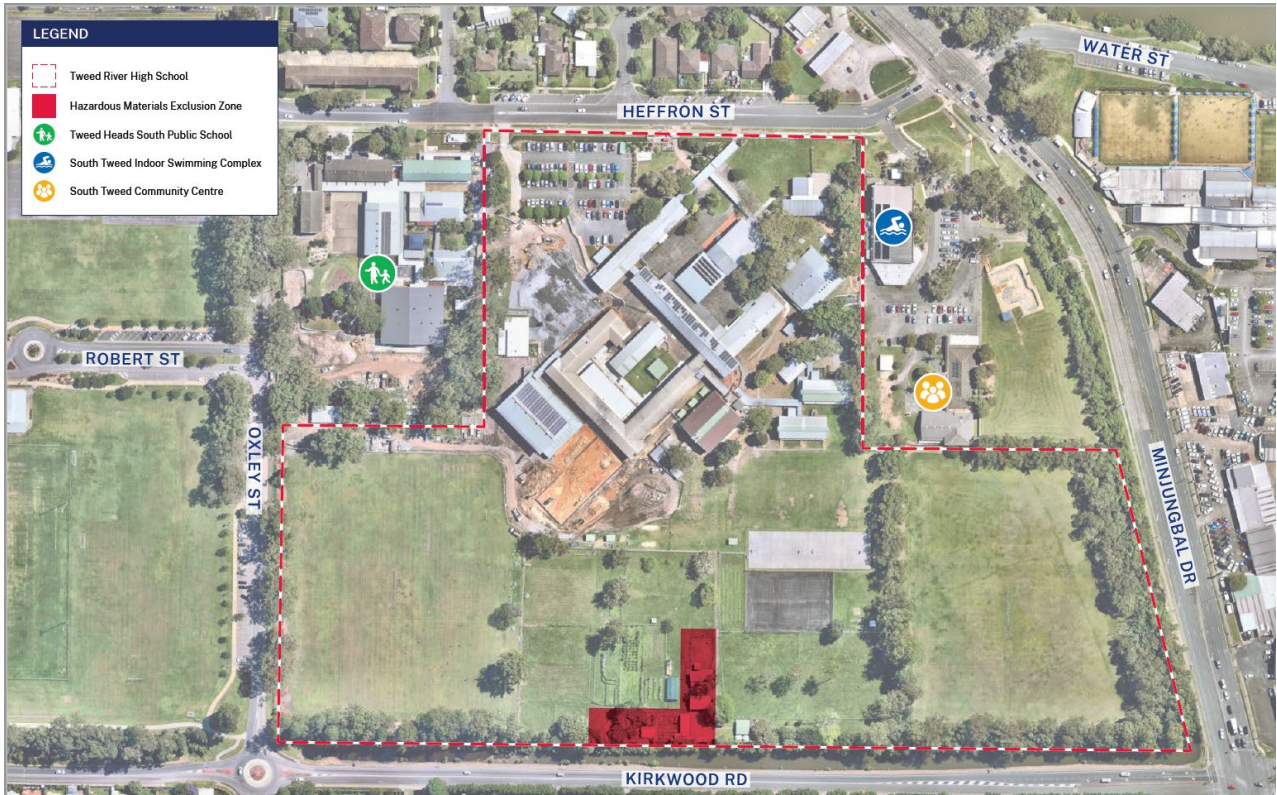 LEGEND
Tweed River High School
Hazardous Materials Exclusion Zone
Tweed Heads South Public School
South Tweed Indoor Swimming Complex
South Tweed Community Centre
WATER ST
HEFFRON ST
ROBERT ST
OXLEY ST
MINJUNGBAL DR
KIRKWOOD RD